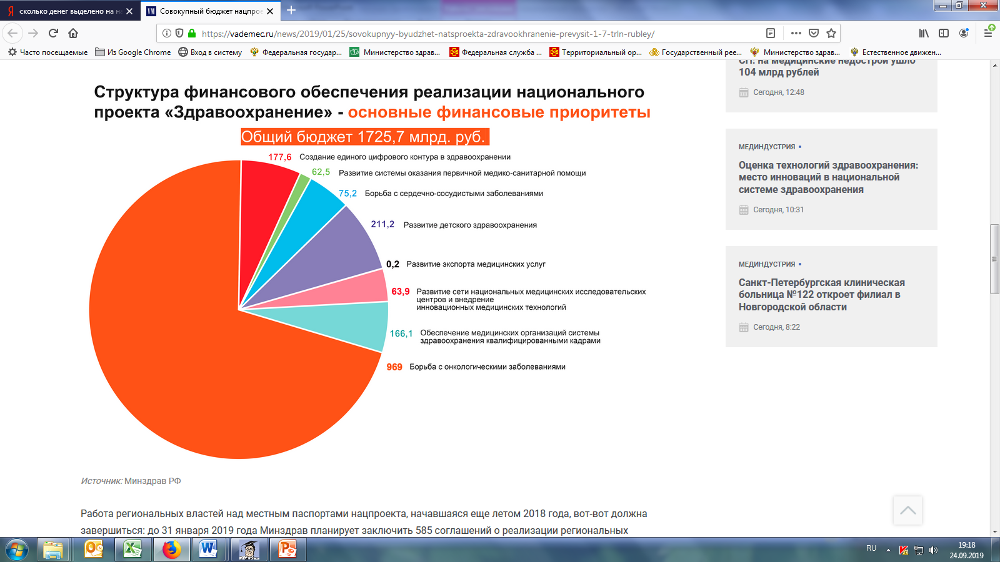 сколько денег выделено на н
Совокупный бюджет нацпрое
https://vademec.ru/news/2019/01/25/sovokupnyy-byudzhet-natsproekta-zdravookhranenie-prevysit-1-7-trln-rubley/
Часто посещаемые
Из Google Chrome
Вход в систему
Федеральная государ...
Министерство здрав...
Федеральная служба ...
Территориальный ор...
Государственный рее...
Министерство здрав...
Естественное движен...
Структура финансового обеспечения реализации национального
проекта «Здравоохранение» - основные финансовые приоритеты
Общий бюджет 1725,7 млрд. руб.
177,6 Создание единого цифрового контура в здравоохранении
62,5 Развитие системы оказания первичной медико-санитарной помощи
75,2 Борьба с сердечно-сосудистыми заболеваниями
211,2 Развитие детского здравоохранения
0,2 Развитие экспорта медицинских услуг
63,9 Развитие сети национальных медицинских исследовательских
центров и внедрение
инновационных медицинских технологий
166,1 Обеспечение медицинских организаций системы
здравоохранения квалифицированными кадрами
969 Борьба с онкологическими заболеваниями
Источник: Минздрав РФ
Работа региональных властей над местным паспортами нацпроекта, начавшаяся еще летом 2018 года, вот-вот должна
завершиться: до 31 января 2019 года Минздрав планирует заключить 585 соглашений о реализации региональных
СП: на медицинские недострои ушло
104 млрд рублей
Сегодня, 12:48
МЕДИНДУСТРИЯ •
Оценка технологий здравоохранения:
место инноваций в национальной
системе здравоохранения
Сегодня, 10:31
МЕДИНДУСТРИЯ •
Санкт-Петербургская клиническая
больница №122 откроет филиал в
Новгородской области
Сегодня, 8:22
RU
19:18
24.09.2019